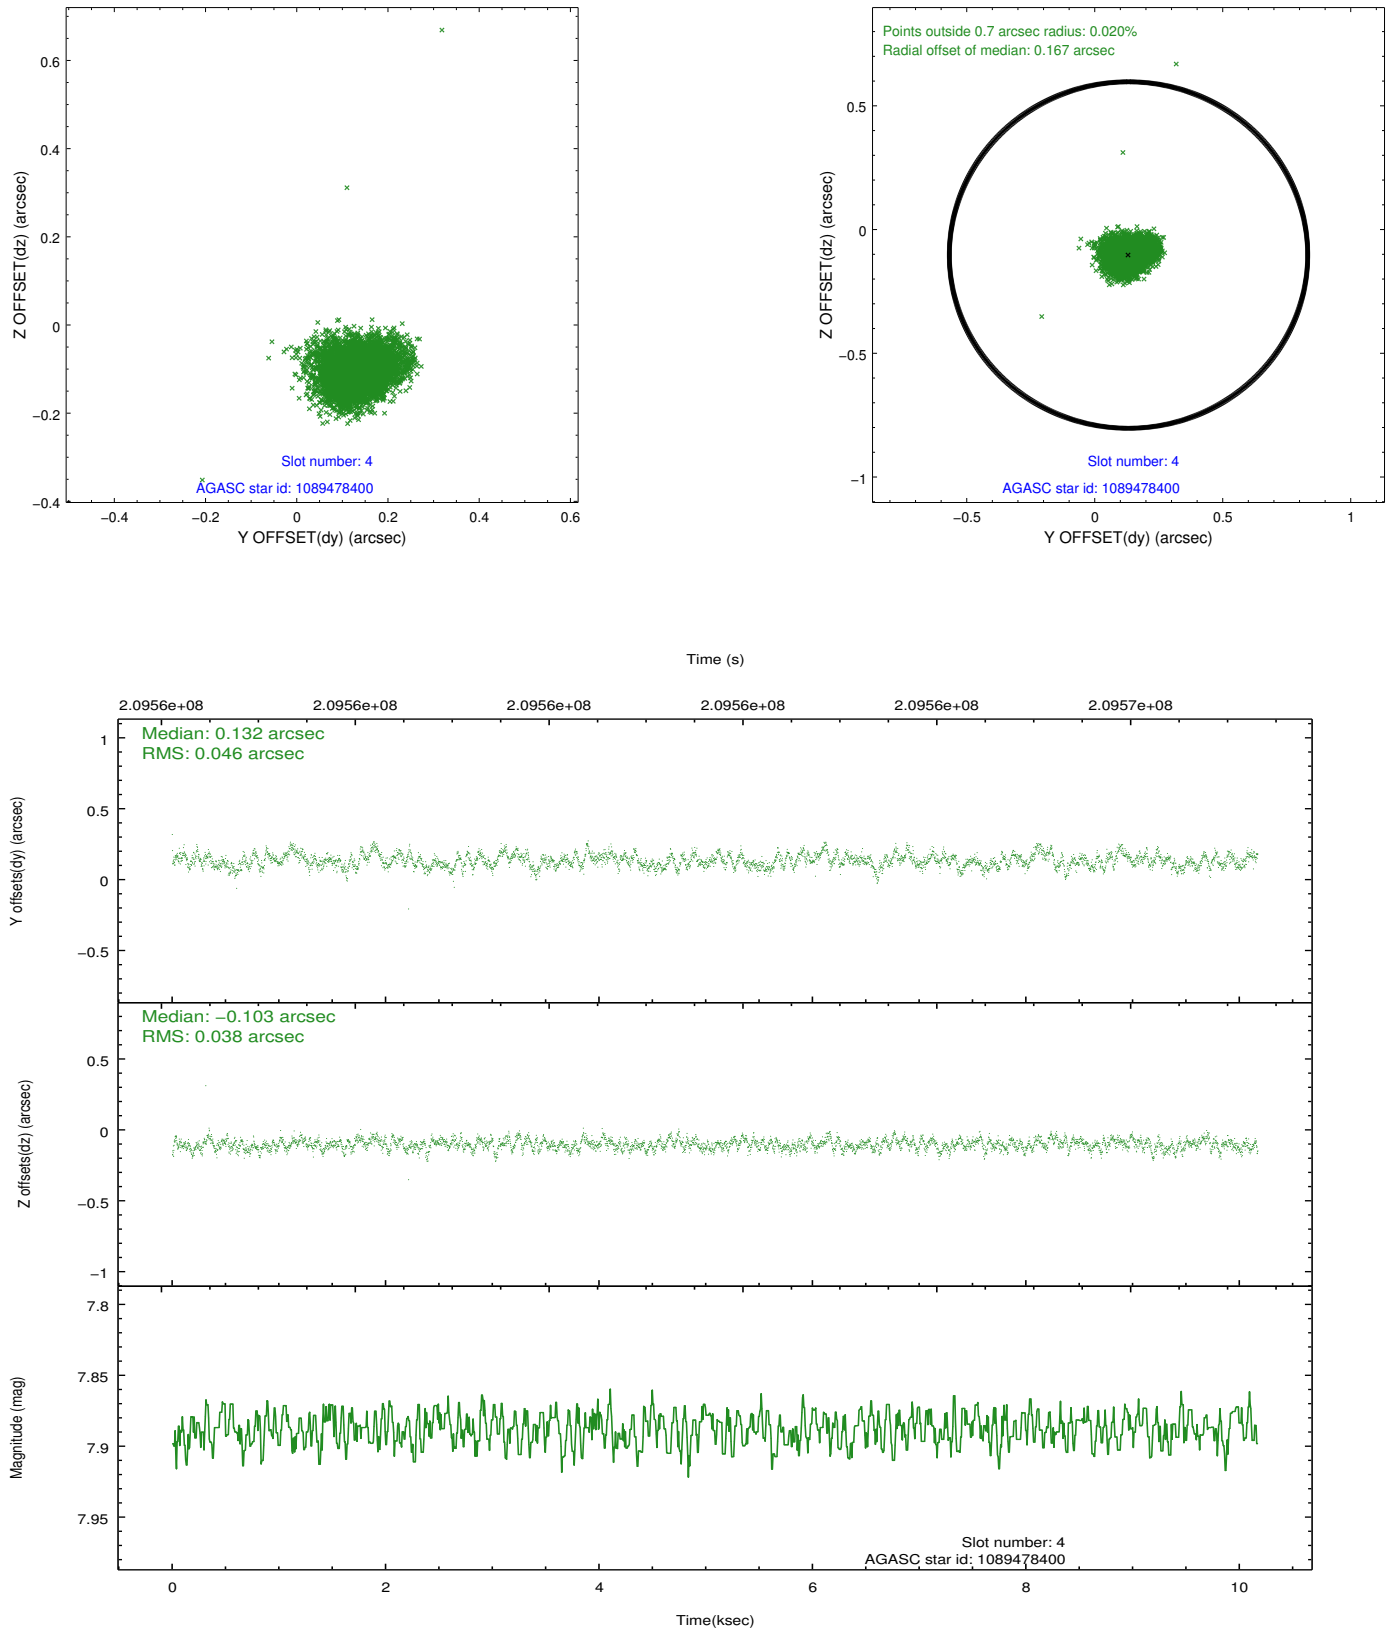 0.6
0.4
0.2
0
−0.2
−0.4
−0.4
−0.2
0
0.2
0.4
0.6
Z OFFSET(dz) (arcsec)
Y OFFSET(dy) (arcsec)
Slot number: 4
AGASC star id: 1089478400
Points outside 0.7 arcsec radius: 0.020%
Radial offset of median: 0.167 arcsec
0.5
0
−0.5
−1
−0.5
0
0.5
1
Z OFFSET(dz) (arcsec)
Y OFFSET(dy) (arcsec)
Slot number: 4
AGASC star id: 1089478400
Time (s)
2.0956e+08
2.0956e+08
2.0956e+08
2.0956e+08
2.0956e+08
2.0957e+08
Median: 0.132 arcsec
RMS: 0.046 arcsec
1
0.5
0
−0.5
Y offsets(dy) (arcsec)
Median: −0.103 arcsec
RMS: 0.038 arcsec
0.5
0
−0.5
−1
Z offsets(dz) (arcsec)
7.8
7.85
7.9
7.95
Magnitude (mag)
Slot number: 4
AGASC star id: 1089478400
0
2
4
6
8
10
Time(ksec)